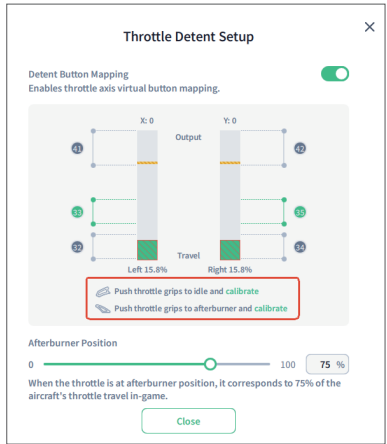 Throttle Detent Setup
Detent Button Mapping
Enables throttle axis virtual button mapping.
X: 0
Y: 0
Output
41
42
33
35
32
34
Travel
Left 15.8%
Right 15.8%
Push throttle grips to idle and calibrate
Push throttle grips to afterburner and calibrate
Afterburner Position
0
100
75 %
When the throttle is at afterburner position, it corresponds to 75% of the
aircraft's throttle travel in-game.
Close